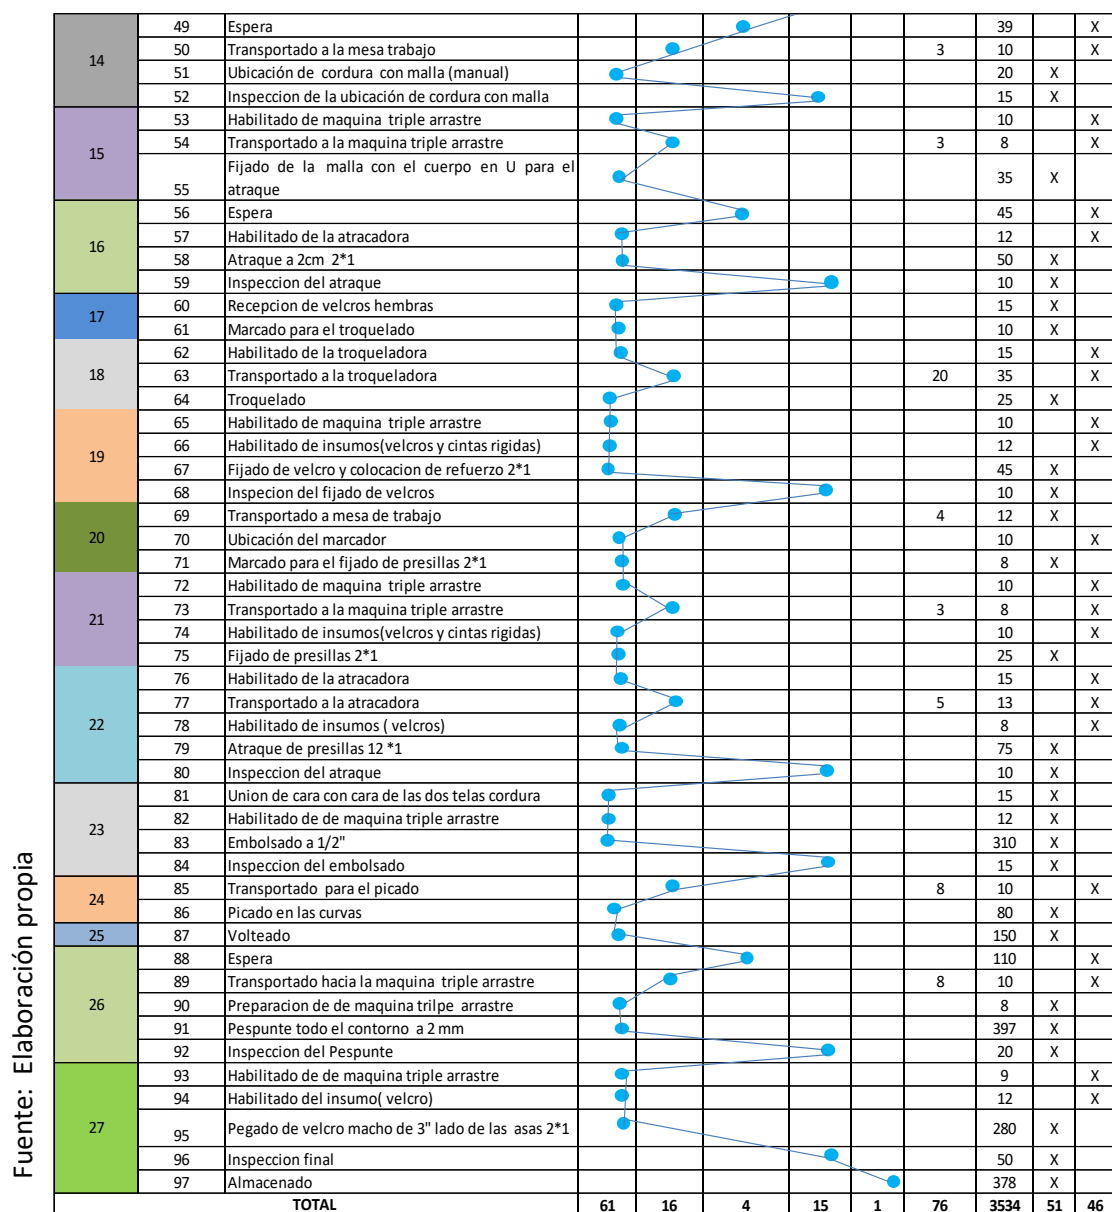 14
49 Espera 39 X
50 Transportado a la mesa trabajo 3 10 X
51 Ubicación de cordura con malla (manual) 20 X
52 Inspeccion de la ubicación de cordura con malla 15 X
15
53 Habilitado de maquina triple arrastre 10 X
54 Transportado a la maquina triple arrastre 3 8 X
Fijado de la malla con el cuerpo en U para el
55 atraque 35 X
16
56 Espera 45 X
57 Habilitado de la atracadora 12 X
58 Atraque a 2cm 2*1 50 X
59 Inspeccion del atraque 10 X
17
60 Recepcion de velcros hembras 15 X
61 Marcado para el troquelado 10 X
18
62 Habilitado de la troqueladora 15 X
63 Transportado a la troqueladora 20 35 X
64 Troquelado 25 X
19
65 Habilitado de maquina triple arrastre 10 X
66 Habilitado de insumos(velcros y cintas rigidas) 12 X
67 Fijado de velcro y colocacion de refuerzo 2*1 45 X
68 Inspecion del fijado de velcros 10 X
20
69 Transportado a mesa de trabajo 4 12 X
70 Ubicación del marcador 10 X
71 Marcado para el fijado de presillas 2*1 8 X
21
72 Habilitado de maquina triple arrastre 10 X
73 Transportado a la maquina triple arrastre 3 8 X
74 Habilitado de insumos(velcros y cintas rigidas) 10 X
75 Fijado de presillas 2*1 25 X
22
76 Habilitado de la atracadora 15 X
77 Transportado a la atracadora 5 13 X
78 Habilitado de insumos ( velcros) 8 X
79 Atraque de presillas 12 *1 75 X
80 Inspeccion del atraque 10 X
23
81 Union de cara con cara de las dos telas cordura 15 X
82 Habilitado de de maquina triple arrastre 12 X
83 Embolsado a 1/2" 310 X
84 Inspeccion del embolsado 15 X
24
85 Transportado para el picado 8 10 X
86 Picado en las curvas 80 X
25
87 Volteado 150 X
26
88 Espera 110 X
89 Transportado hacia la maquina triple arrastre 8 10 X
90 Preparacion de de maquina trilpe arrastre 8 X
91 Pespunte todo el contorno a 2 mm 397 X
92 Inspeccion del Pespunte 20 X
27
93 Habilitado de de maquina triple arrastre 9 X
94 Habilitado del insumo( velcro) 12 X
95 Pegado de velcro macho de 3" lado de las asas 2*1 280 X
96 Inspeccion final 50 X
97 Almacenado 378 X
TOTAL 61 16 4 15 1 76 3534 51 46
Fuente: Elaboración propia